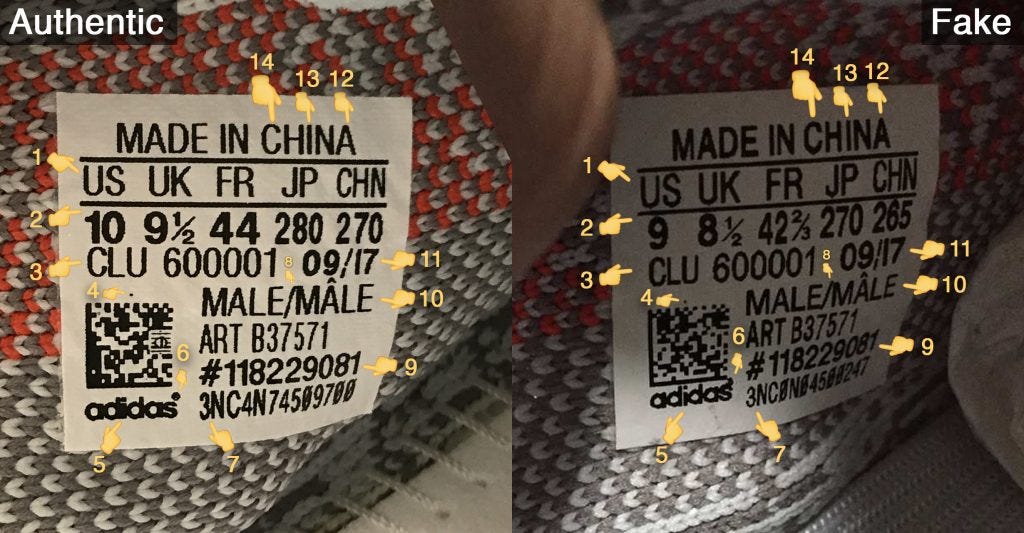 Authentic
14
13 12
MADE IN CHINA
1
US UK FR JP CHN
2
10 9½ 44 280 270
3
CLU 600001 09/17
8
11
4
MALE/MÂLE
10
ART B37571
6
#118229081
9
adidas®
3NC4N74509700
5
7
Fake
14
13 12
MADE IN CHINA
1
US UK FR JP CHN
2
9 8½ 42⅔ 270 265
3
CLU 600001 09/17
8
11
4
MALE/MÂLE
10
ART B37571
6
#118229081
9
adidas
3NC0N04500247
5
7